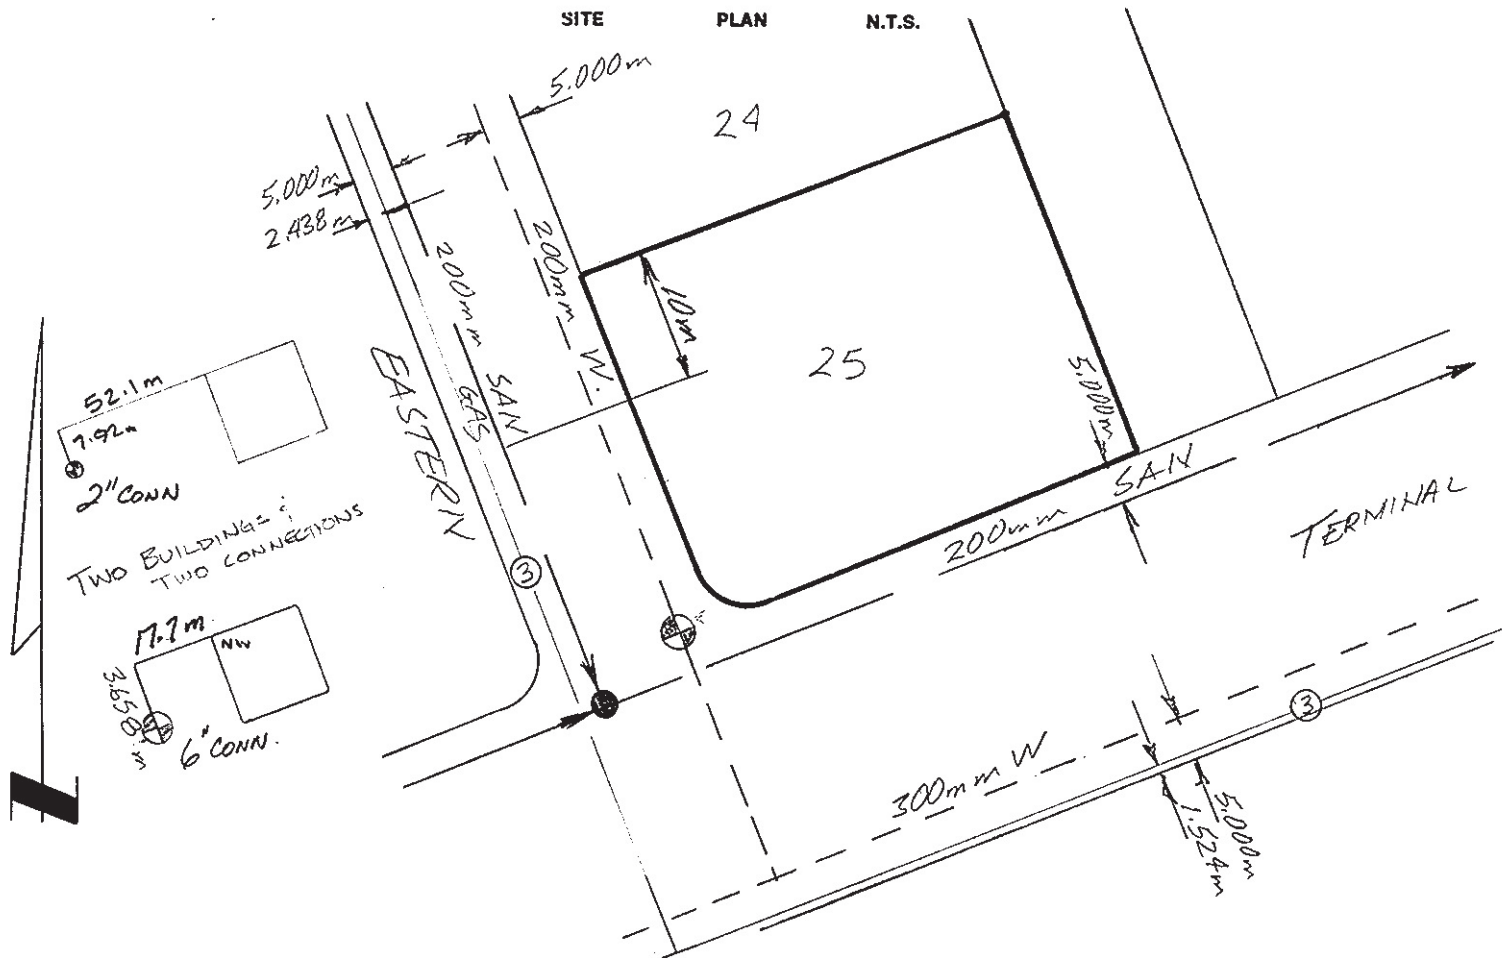 SITE PLAN N.T.S.
5.000m
24
5.000m
2.438m
200mm SAN
200mm W.
GAS
10m
25
EASTERN
5.000m
52.1m
7.92m
2" CONN
TWO BUILDINGS &
TWO CONNECTIONS
200mm SAN
TERMINAL
3
17.7m
NW
3.658m
6" CONN.
3
300mm W
5.000m
1.524m